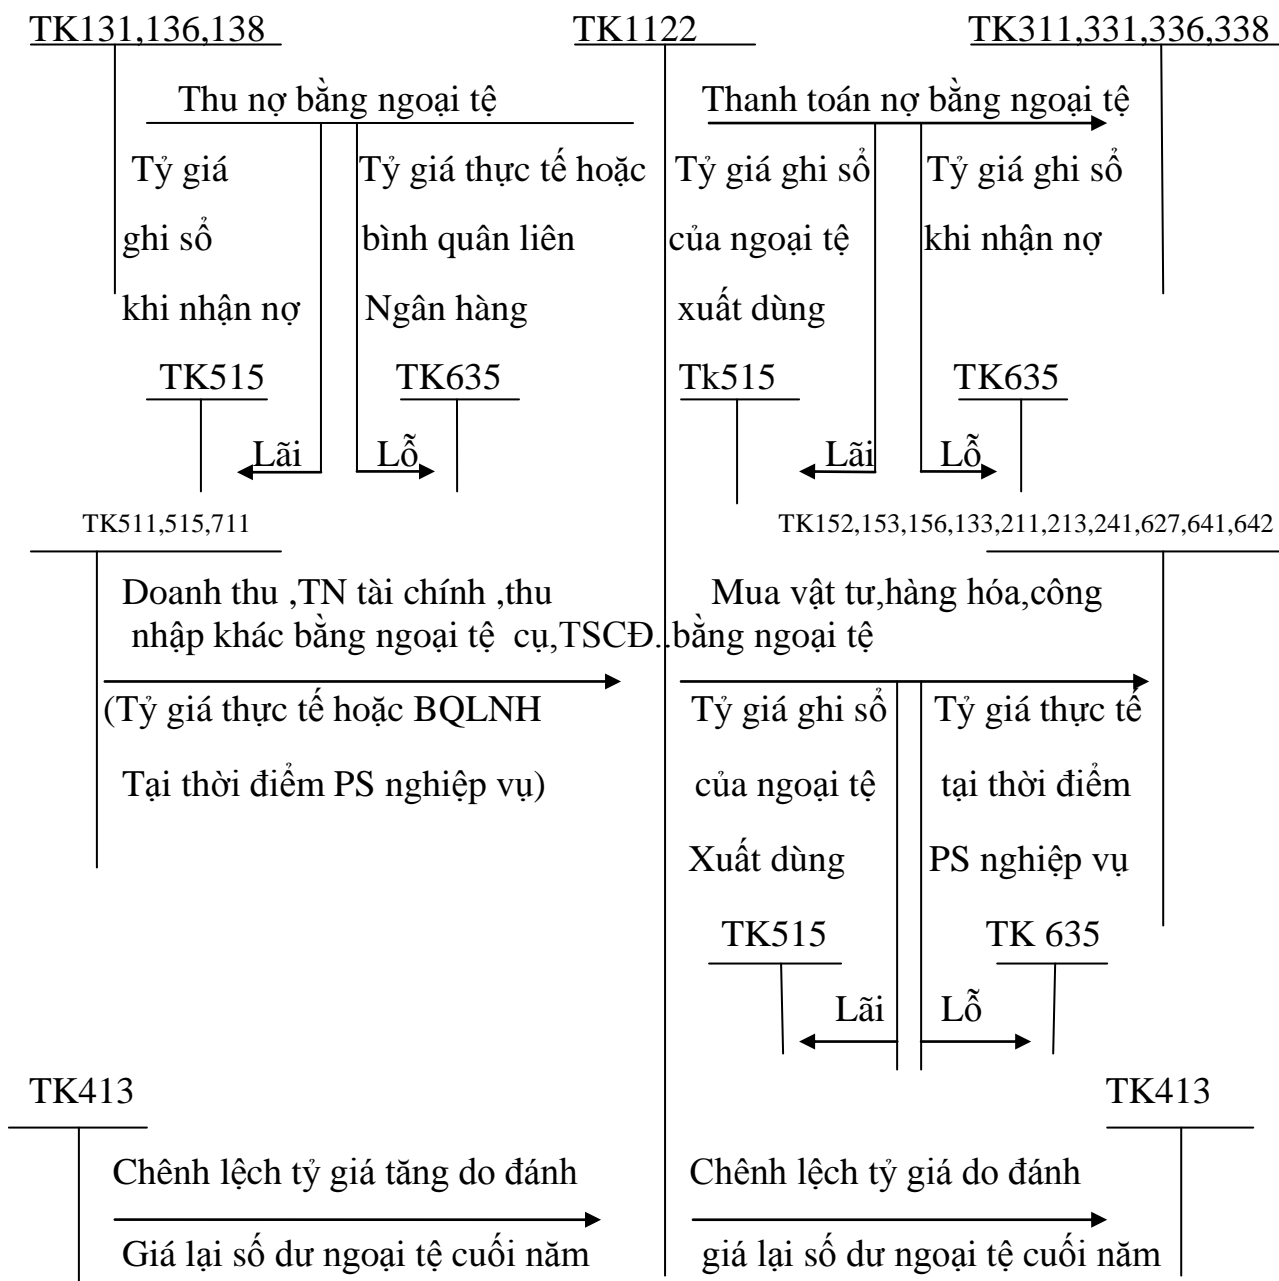 TK131,136,138
TK1122
TK311,331,336,338
Thu nợ bằng ngoại tệ
Thanh toán nợ bằng ngoại tệ
Tỷ giá
ghi sổ
khi nhận nợ
Tỷ giá thực tế hoặc
bình quân liên
Ngân hàng
Tỷ giá ghi sổ
của ngoại tệ
xuất dùng
Tỷ giá ghi sổ
khi nhận nợ
TK515
TK635
Tk515
TK635
Lãi
Lỗ
Lãi
Lỗ
TK511,515,711
TK152,153,156,133,211,213,241,627,641,642
Doanh thu ,TN tài chính ,thu
nhập khác bằng ngoại tệ
Mua vật tư,hàng hóa,công
cụ,TSCĐ..bằng ngoại tệ
(Tỷ giá thực tế hoặc BQLNH
Tại thời điểm PS nghiệp vụ)
Tỷ giá ghi sổ
của ngoại tệ
Xuất dùng
Tỷ giá thực tế
tại thời điểm
PS nghiệp vụ
TK515
TK 635
Lãi
Lỗ
TK413
TK413
Chênh lệch tỷ giá tăng do đánh
Giá lại số dư ngoại tệ cuối năm
Chênh lệch tỷ giá do đánh
giá lại số dư ngoại tệ cuối năm